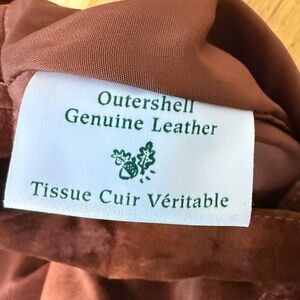 Outershell
Genuine Leather
Tissue Cuir Véritable